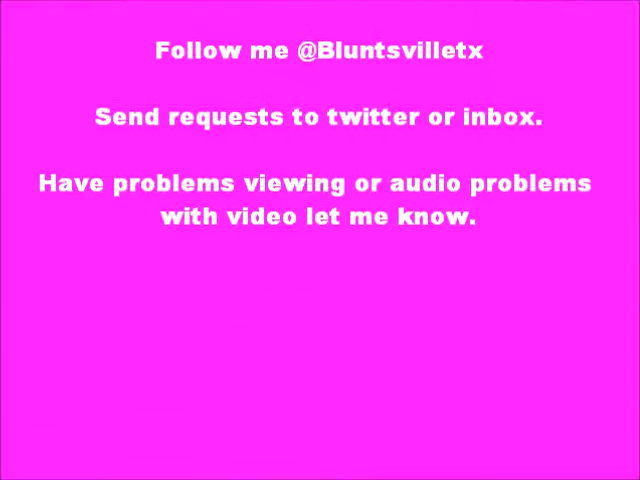 Follow me @Bluntsvilletx
Send requests to twitter or inbox.
Have problems viewing or audio problems
with video let me know.